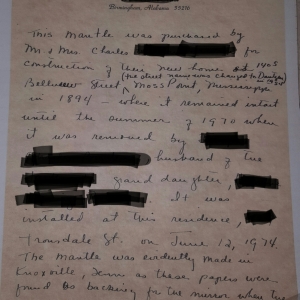 Birmingham, Alabama 35216
This Mantle was purchased by
Mr & Mrs Charles for
construction of their new home at 1405
(the street name was changed to in
Bellview Street, Moss Point, Mississippi
in 1894 - where it remained intact
until the summer of 1970 when
it was removed by
husband of the
grand daughter,
It was
installed at this residence,
St. on June 12, 1974.
The mantle was evidently made in
Knoxville, Tenn as these papers were
found as backing for the mirror when the